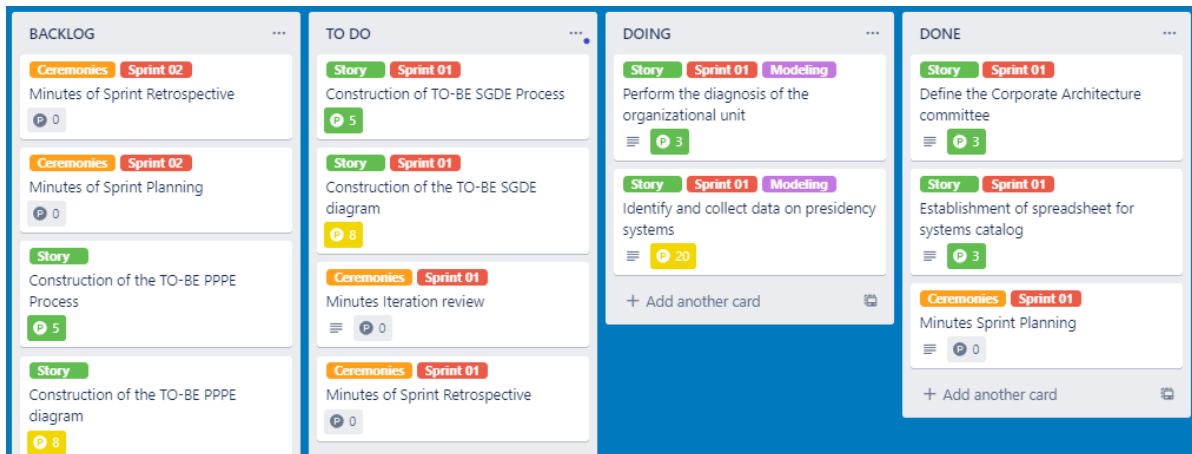 BACKLOG ...
Ceremonies Sprint 02
Minutes of Sprint Retrospective
P 0
Ceremonies Sprint 02
Minutes of Sprint Planning
P 0
Story
Construction of the TO-BE PPPE
Process
P 5
Story
Construction of the TO-BE PPPE
diagram
P 8
TO DO ...
Story Sprint 01
Construction of TO-BE SGDE Process
P 5
Story Sprint 01
Construction of the TO-BE SGDE
diagram
P 8
Ceremonies Sprint 01
Minutes Iteration review
P 0
Ceremonies Sprint 01
Minutes of Sprint Retrospective
P 0
DOING ...
Story Sprint 01 Modeling
Perform the diagnosis of the
organizational unit
P 3
Story Sprint 01 Modeling
Identify and collect data on presidency
systems
P 20
+ Add another card
DONE ...
Story Sprint 01
Define the Corporate Architecture
committee
P 3
Story Sprint 01
Establishment of spreadsheet for
systems catalog
P 3
Ceremonies Sprint 01
Minutes Sprint Planning
P 0
+ Add another card